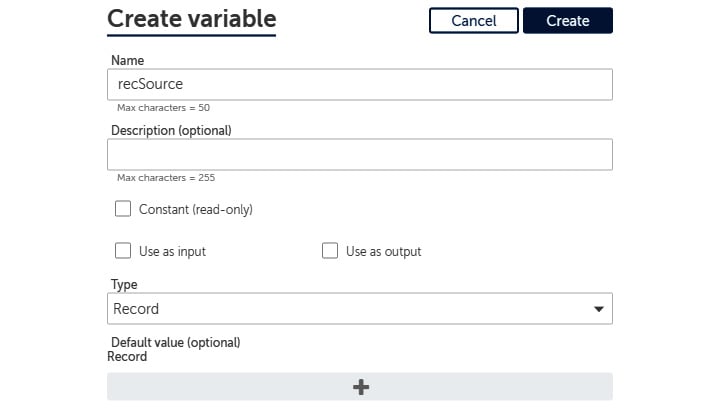 Create variable
Cancel
Create
Name
recSource
Max characters = 50
Description (optional)
Max characters = 255
Constant (read-only)
Use as input
Use as output
Type
Record
Default value (optional)
Record